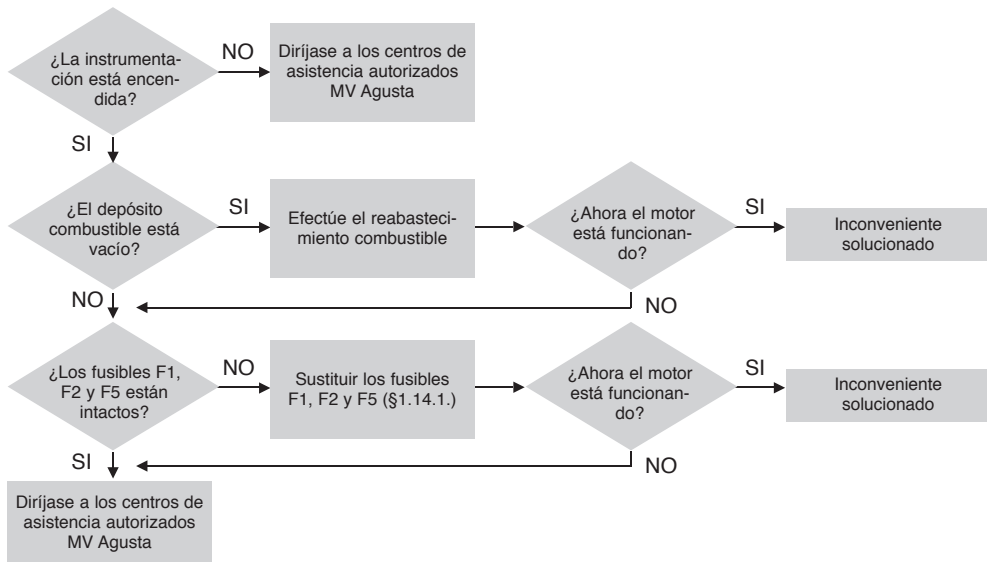 ¿La instrumenta-
ción está encen-
dida?
NO
Diríjase a los centros de
asistencia autorizados
MV Agusta
SI
¿El depósito
combustible está
vacío?
SI
Efectúe el reabasteci-
miento combustible
¿Ahora el motor
está funcionan-
do?
SI
Inconveniente
solucionado
NO
NO
¿Los fusibles F1,
F2 y F5 están
intactos?
NO
Sustituir los fusibles
F1, F2 y F5 (§1.14.1.)
¿Ahora el motor
está funcionan-
do?
SI
Inconveniente
solucionado
SI
NO
Diríjase a los centros de
asistencia autorizados
MV Agusta